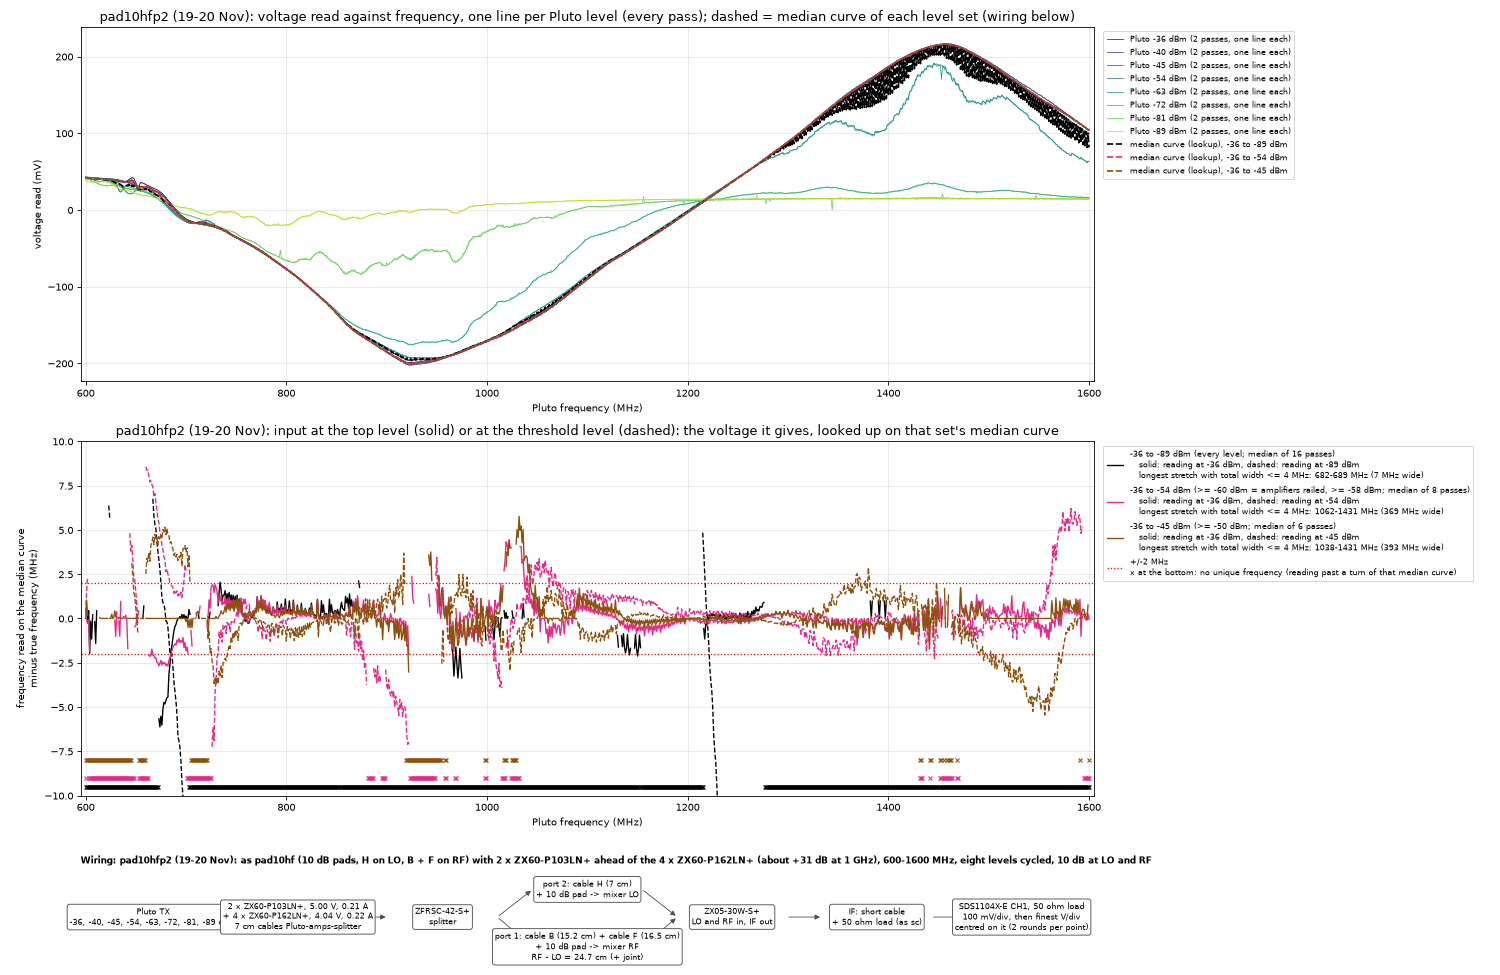 pad10hfp2 (19-20 Nov): voltage read against frequency, one line per Pluto level (every pass); dashed = median curve of each level set (wiring below)
200
100
0
−100
−200
voltage read (mV)
600
800
1000
1200
1400
1600
Pluto frequency (MHz)
Pluto -36 dBm (2 passes, one line each)
Pluto -40 dBm (2 passes, one line each)
Pluto -45 dBm (2 passes, one line each)
Pluto -54 dBm (2 passes, one line each)
Pluto -63 dBm (2 passes, one line each)
Pluto -72 dBm (2 passes, one line each)
Pluto -81 dBm (2 passes, one line each)
Pluto -89 dBm (2 passes, one line each)
median curve (lookup), -36 to -89 dBm
median curve (lookup), -36 to -54 dBm
median curve (lookup), -36 to -45 dBm
pad10hfp2 (19-20 Nov): input at the top level (solid) or at the threshold level (dashed): the voltage it gives, looked up on that set's median curve
10.0
7.5
5.0
2.5
0.0
−2.5
−5.0
−7.5
−10.0
frequency read on the median curve
minus true frequency (MHz)
600
800
1000
1200
1400
1600
Pluto frequency (MHz)
-36 to -89 dBm (every level; median of 16 passes)
solid: reading at -36 dBm, dashed: reading at -89 dBm
longest stretch with total width <= 4 MHz: 682-689 MHz (7 MHz wide)
-36 to -54 dBm (>= -60 dBm = amplifiers railed, >= -58 dBm; median of 8 passes)
solid: reading at -36 dBm, dashed: reading at -54 dBm
longest stretch with total width <= 4 MHz: 1062-1431 MHz (369 MHz wide)
-36 to -45 dBm (>= -50 dBm; median of 6 passes)
solid: reading at -36 dBm, dashed: reading at -45 dBm
longest stretch with total width <= 4 MHz: 1038-1431 MHz (393 MHz wide)
+/-2 MHz
x at the bottom: no unique frequency (reading past a turn of that median curve)
Wiring: pad10hfp2 (19-20 Nov): as pad10hf (10 dB pads, H on LO, B + F on RF) with 2 x ZX60-P103LN+ ahead of the 4 x ZX60-P162LN+ (about +31 dB at 1 GHz), 600-1600 MHz, eight levels cycled, 10 dB at LO and RF
Pluto TX
-36, -40, -45, -54, -63, -72, -81, -89
2 x ZX60-P103LN+, 5.00 V, 0.21 A
+ 4 x ZX60-P162LN+, 4.04 V, 0.22 A
7 cm cables Pluto-amps-splitter
ZFRSC-42-S+
splitter
port 2: cable H (7 cm)
+ 10 dB pad -> mixer LO
port 1: cable B (15.2 cm) + cable F (16.5 cm)
+ 10 dB pad -> mixer RF
RF - LO = 24.7 cm (+ joint)
ZX05-30W-S+
LO and RF in, IF out
IF: short cable
+ 50 ohm load (as sc)
SDS1104X-E CH1, 50 ohm load
100 mV/div, then finest V/div
centred on it (2 rounds per point)